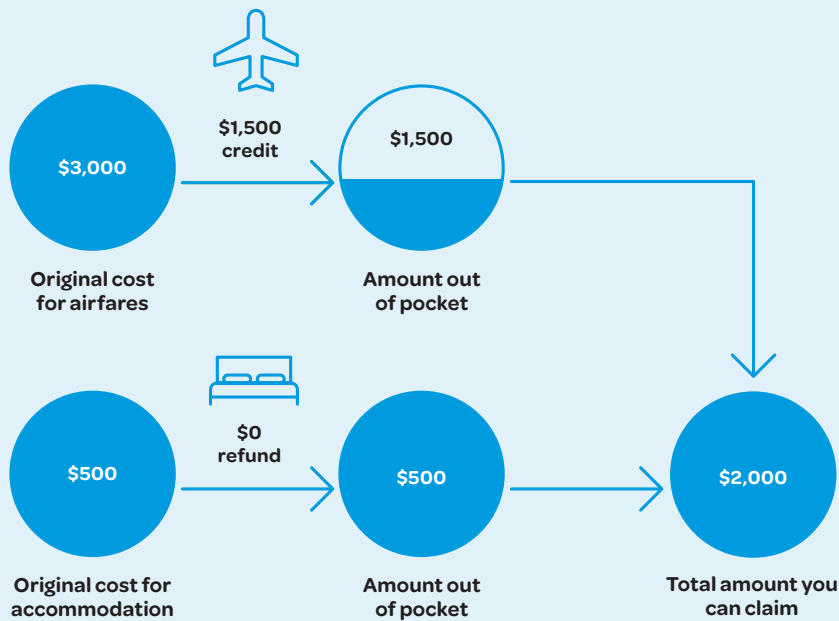 $1,500
credit
$3,000
$1,500
Original cost
for airfares
Amount out
of pocket
$0
refund
$500
$500
$2,000
Original cost for
accommodation
Amount out
of pocket
Total amount you
can claim